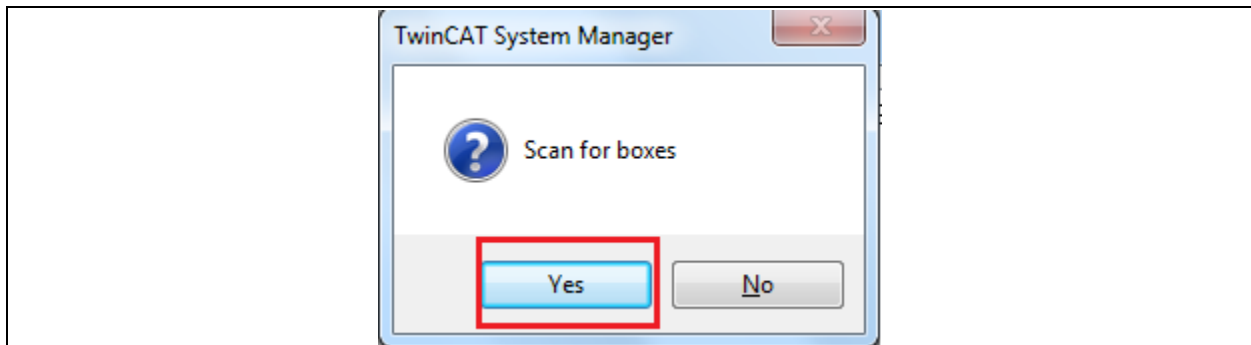 TwinCAT System Manager
Scan for boxes
Yes
No